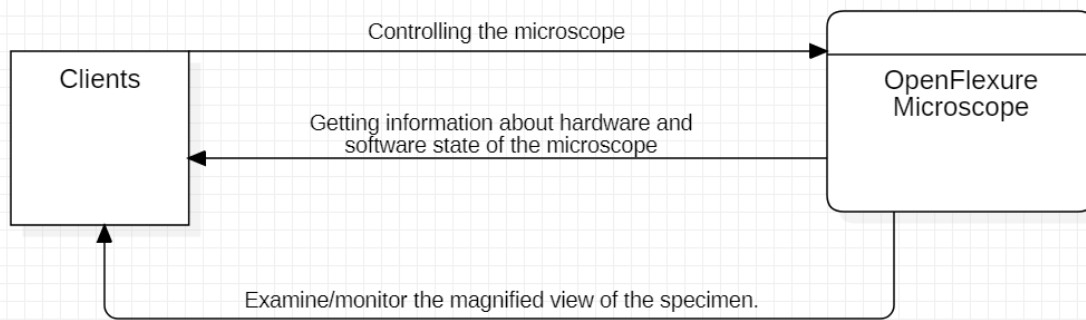 Controlling the microscope
Clients
OpenFlexure
Microscope
Getting information about hardware and
software state of the microscope
Examine/monitor the magnified view of the specimen.